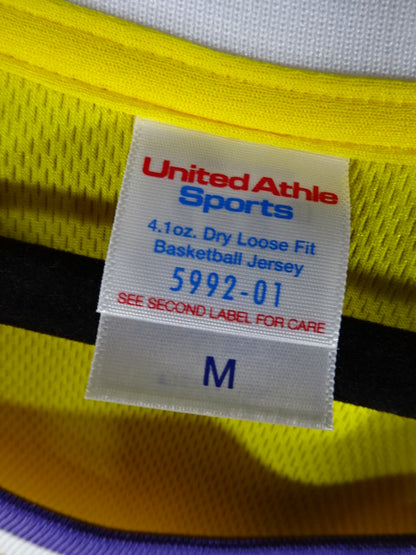 United Athle
Sports
4.1oz. Dry Loose Fit
Basketball Jersey
5992-01
SEE SECOND LABEL FOR CARE
M